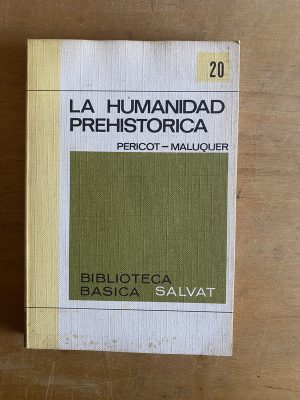 20
LA HUMANIDAD
PREHISTORICA
PERICOT-MALUQUER
BIBLIOTECA
BASICA SALVAT